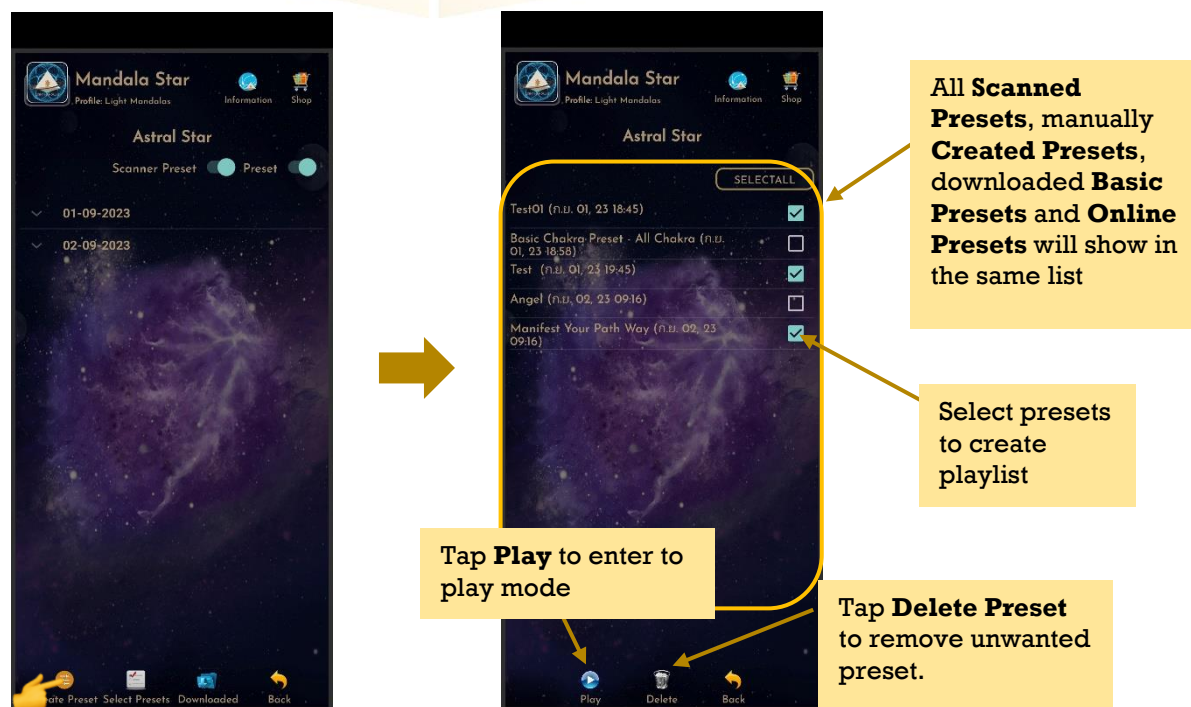 Mandala Star
Profile: Light Mandalas
Information
Shop
Astral Star
Scanner Preset
Preset
01-09-2023
02-09-2023
ate Preset
Select Presets
Downloaded
Back
Mandala Star
Profile: Light Mandalas
Information
Shop
Astral Star
SELECTALL
Test01 (ก.ย. 01, 23 18:45)
Basic Chakra Preset - All Chakra (ก.ย.
01, 23 18:58)
Test (ก.ย. 01, 23 19:45)
Angel (ก.ย. 02, 23 09:16)
Manifest Your Path Way (ก.ย. 02, 23
09:16)
Play
Delete
Back
All Scanned
Presets, manually
Created Presets,
downloaded Basic
Presets and Online
Presets will show in
the same list
Select presets
to create
playlist
Tap Play to enter to
play mode
Tap Delete Preset
to remove unwanted
preset.